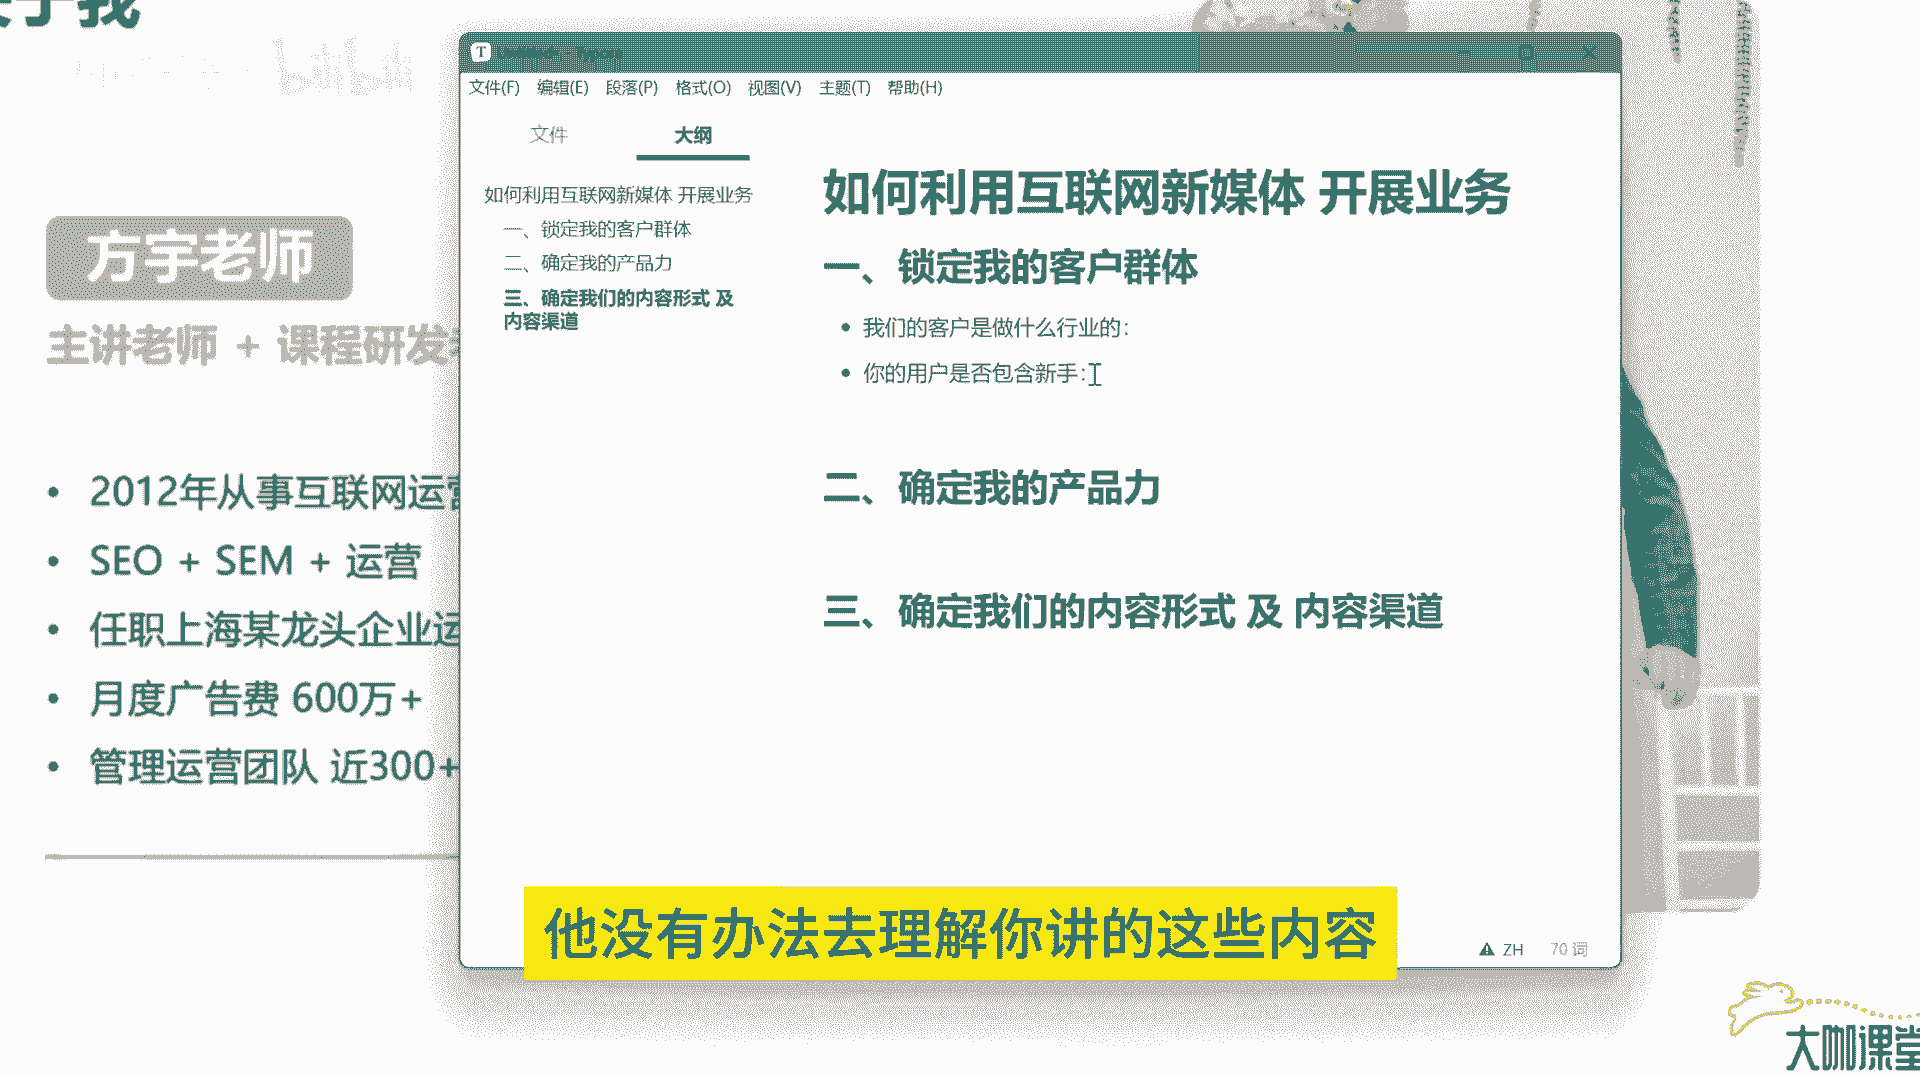 bilibili
方宇老师
主讲老师 + 课程研发
2012年从事互联网运营
SEO + SEM + 运营
任职上海某龙头企业运
月度广告费 600万+
管理运营团队 近300+
文件(F) 编辑(E) 段落(P) 格式(O) 视图(V) 主题(T) 帮助(H)
文件 大纲
如何利用互联网新媒体 开展业务
一、锁定我的客户群体
二、确定我的产品力
三、确定我们的内容形式 及
内容渠道
如何利用互联网新媒体 开展业务
一、锁定我的客户群体
我们的客户是做什么行业的：
你的用户是否包含新手：
二、确定我的产品力
三、确定我们的内容形式 及 内容渠道
ZH 70 词
他没有办法去理解你讲的这些内容
大咖课堂